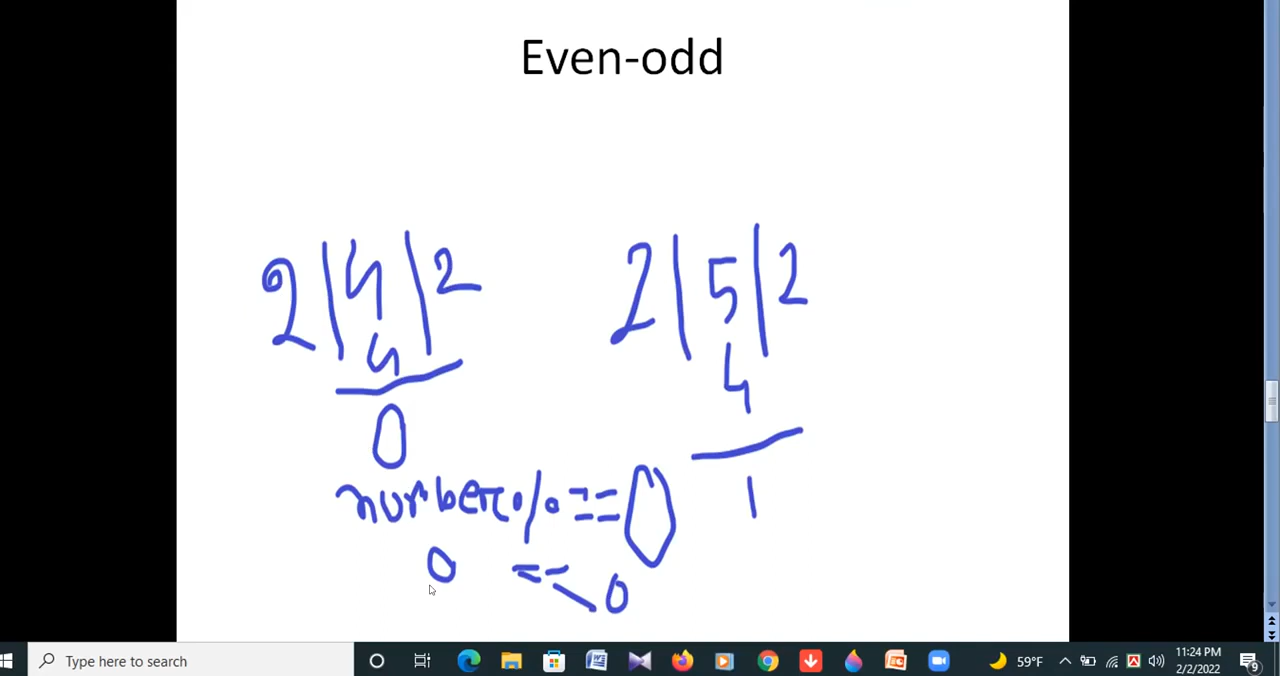 Even-odd
2|4|2 2|5|2
4 4
0 1
number%==0
0 == 0
Type here to search
59°F
11:24 PM
2/2/2022
9